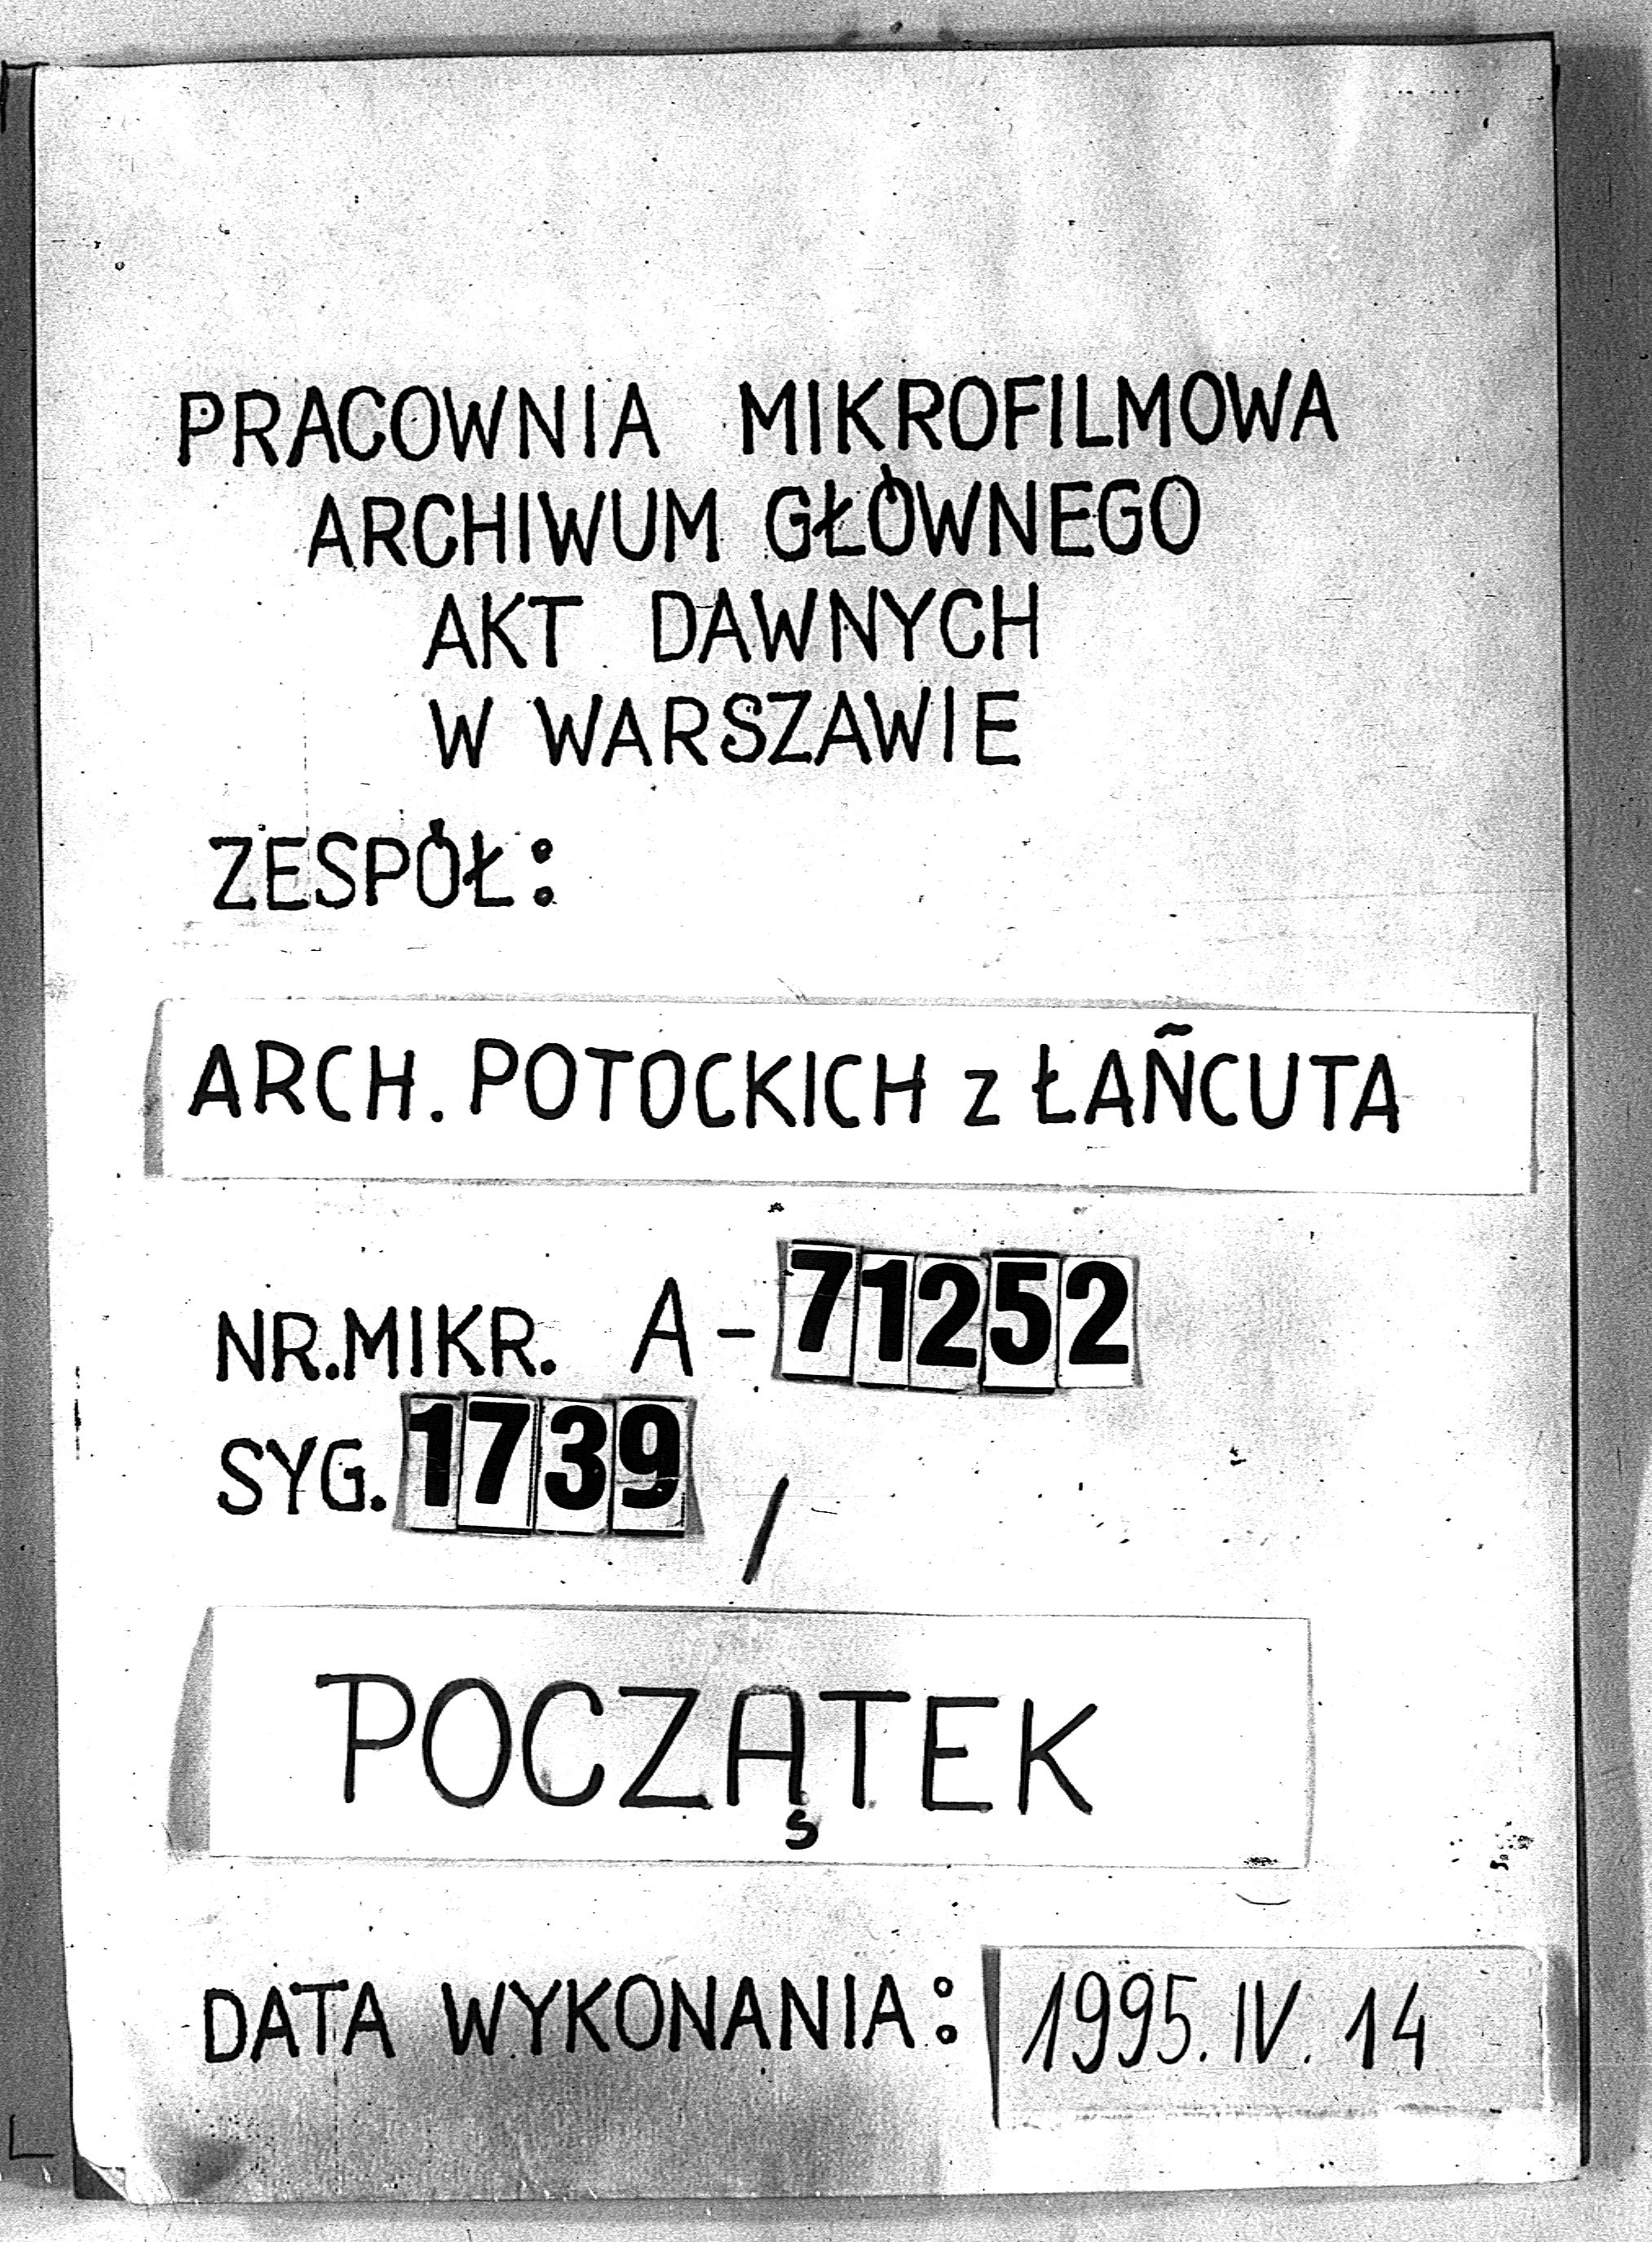 PRACOWNIA MIKROFILMOWA
ARCHIWUM GŁÓWNEGO
AKT DAWNYCH
W WARSZAWIE
ZESPÓŁ:
ARCH. POTOCKICH z ŁAÑCUTA
NR.MIKR. A-71252
SYG. 1739 /
POCZĄTEK
DATA WYKONANIA: 1995. IV. 14